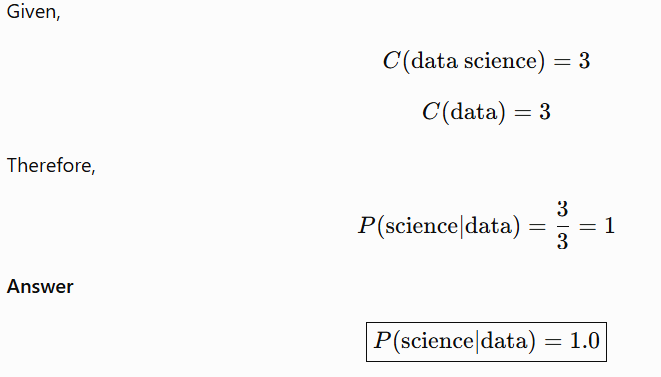 Given,
C(data science) = 3
C(data) = 3
Therefore,
P(science|data) = 3/3 = 1
Answer
P(science|data) = 1.0